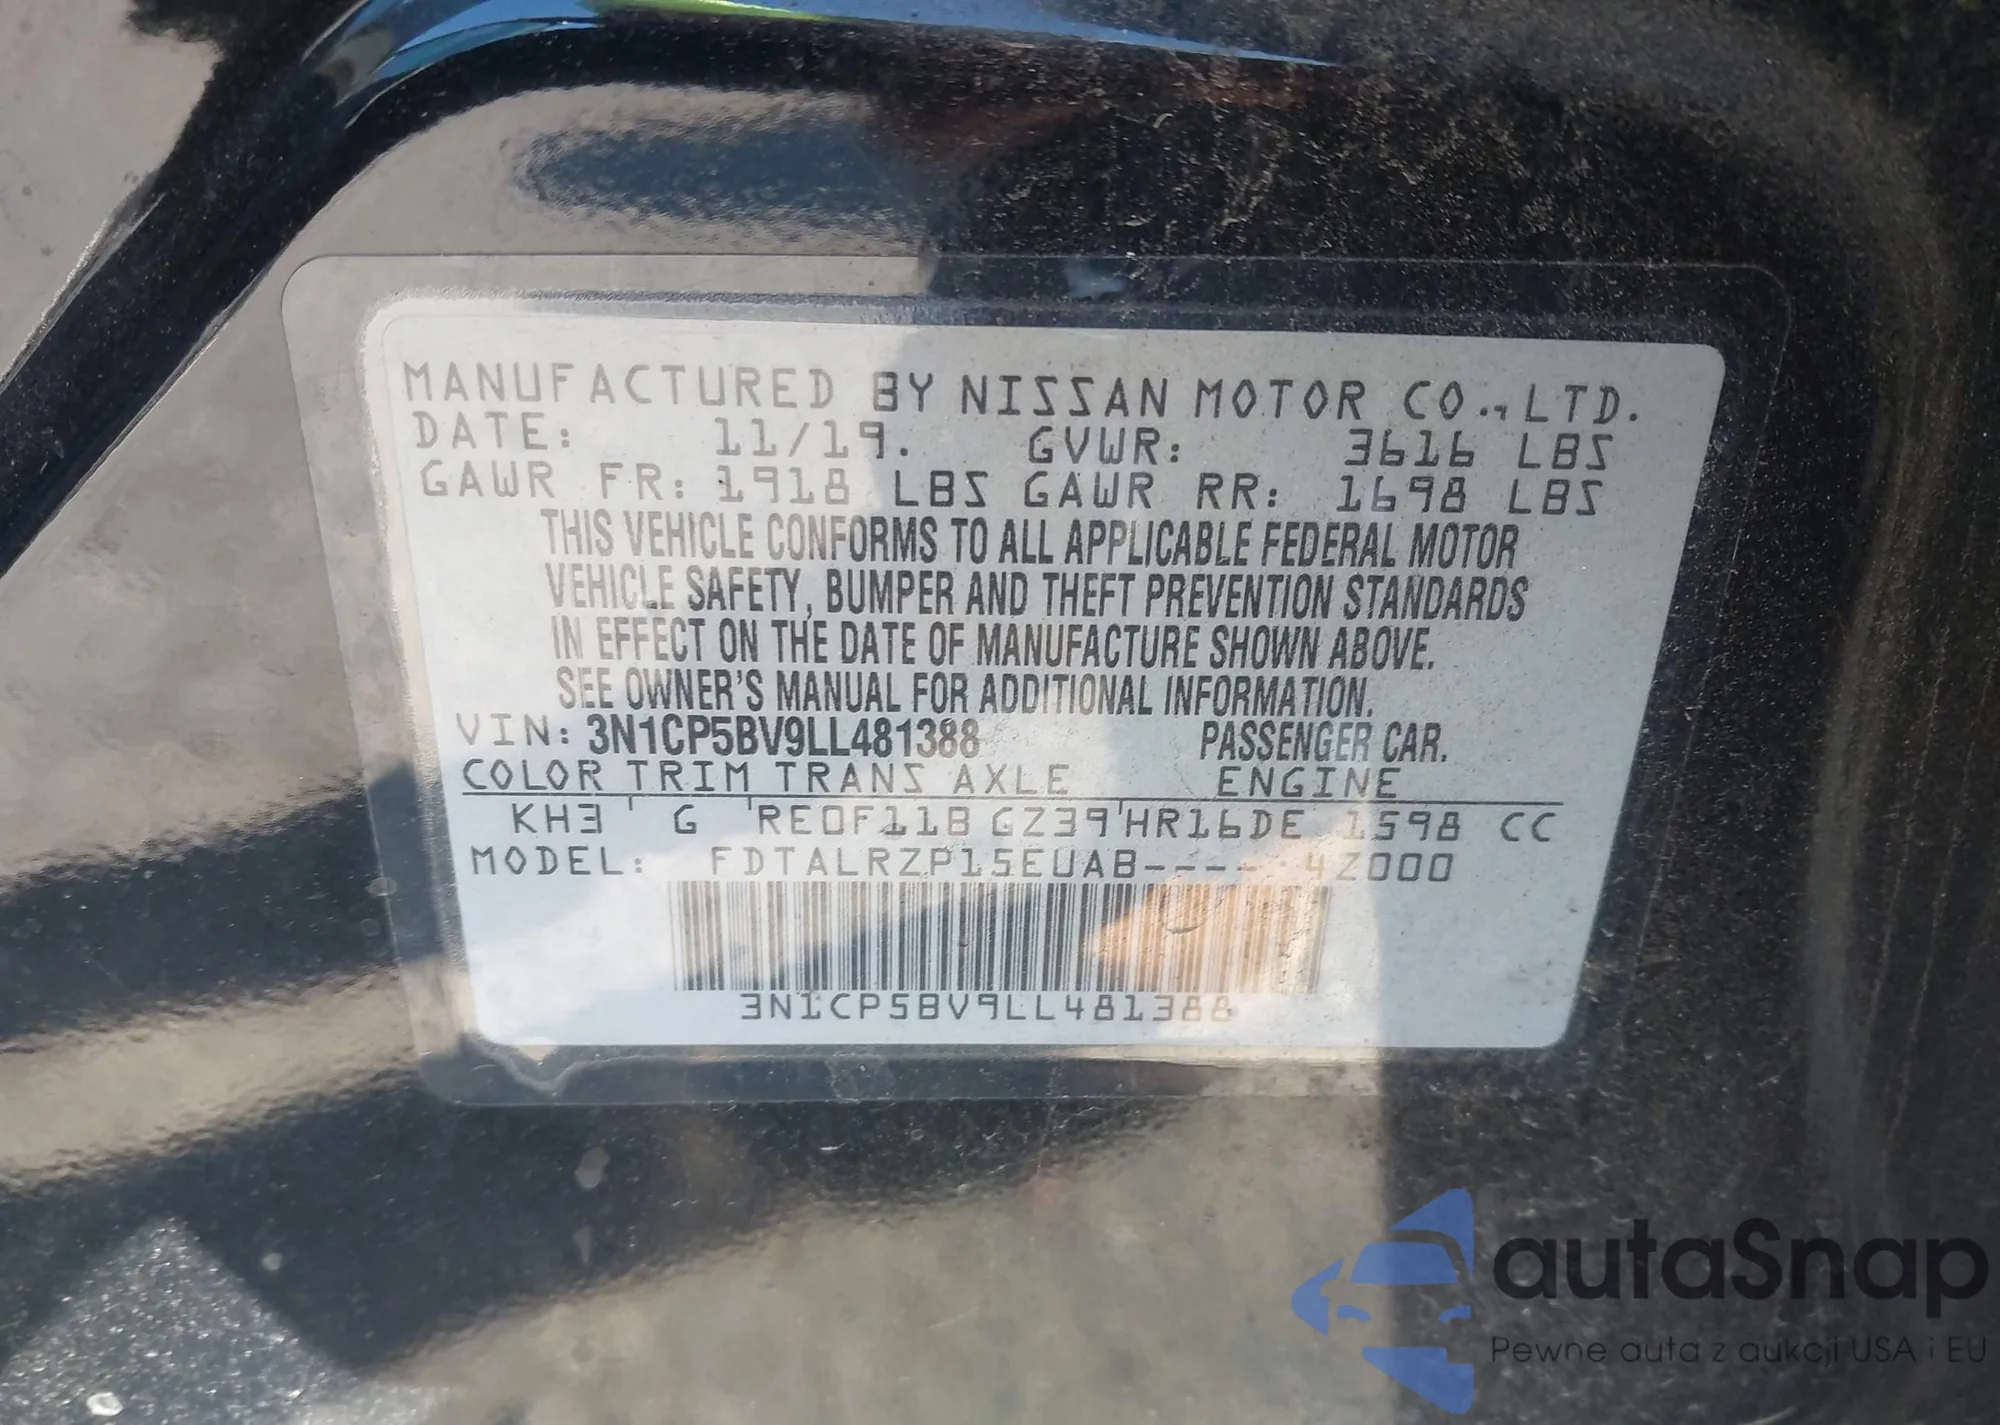 MANUFACTURED BY NISSAN MOTOR CO., LTD.
DATE: 11/19. GVWR: 3616 LBS
GAWR FR: 1918 LBS GAWR RR: 1698 LBS
THIS VEHICLE CONFORMS TO ALL APPLICABLE FEDERAL MOTOR
VEHICLE SAFETY, BUMPER AND THEFT PREVENTION STANDARDS
IN EFFECT ON THE DATE OF MANUFACTURE SHOWN ABOVE.
SEE OWNER'S MANUAL FOR ADDITIONAL INFORMATION.
VIN: 3N1CP5BV9LL481388 PASSENGER CAR.
COLOR TRIM TRANS AXLE ENGINE
KH3 ' G 'RE0F11B GZ39'HR16DE 1598 CC
MODEL: FDTALRZP15EUAB----- 4Z000
3N1CP5BV9LL481388
autaSnap
Pewne auta z aukcji USA i EU